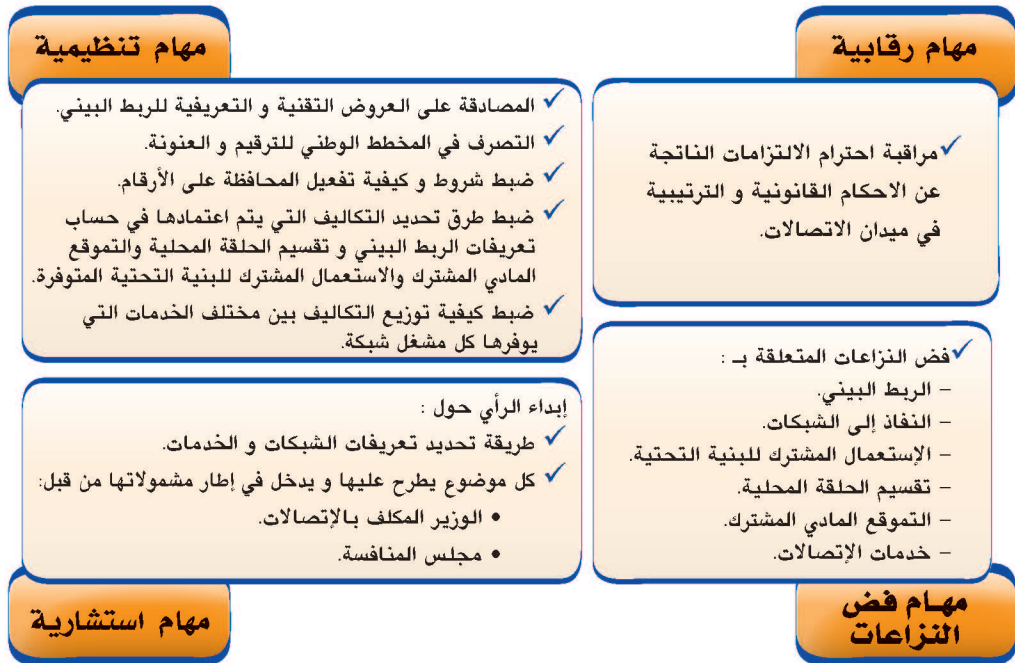 مهام رقابية
مراقبة احترام الالتزامات الناتجة
عن الاحكام القانونية و الترتيبية
في ميدان الاتصالات.
مهام تنظيمية
المصادقة على العروض التقنية و التعريفية للربط البيني.
التصرف في المخطط الوطني للترقيم و العنونة.
ضبط شروط و كيفية تفعيل المحافظة على الأرقام.
ضبط طرق تحديد التكاليف التي يتم اعتمادها في حساب
تعريفات الربط البيني و تقسيم الحلقة المحلية والتموقع
المادي المشترك والاستعمال المشترك للبنية التحتية المتوفرة.
ضبط كيفية توزيع التكاليف بين مختلف الخدمات التي
يوفرها كل مشغل شبكة.
فض النزاعات المتعلقة بـ :
– الربط البيني.
– النفاذ إلى الشبكات.
– الإستعمال المشترك للبنية التحتية.
– تقسيم الحلقة المحلية.
– التموقع المادي المشترك.
– خدمات الإتصالات.
مهام فض
النزاعات
إبداء الرأي حول :
طريقة تحديد تعريفات الشبكات و الخدمات.
كل موضوع يطرح عليها و يدخل في إطار مشمولاتها من قبل:
• الوزير المكلف بالإتصالات.
• مجلس المنافسة.
مهام استشارية